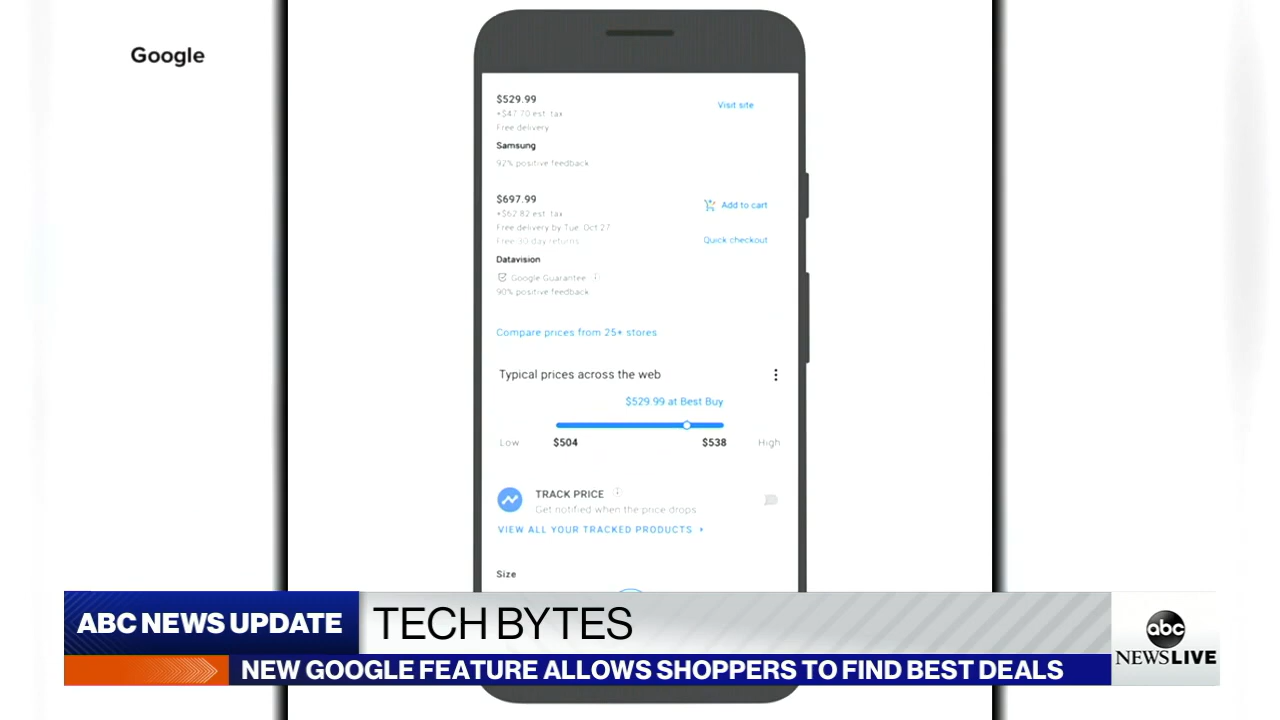 Google
$529.99
Visit site
+$47.70 est. tax
Free delivery
Samsung
92% positive feedback
$697.99
Add to cart
+$62.82 est. tax
Free delivery by Tue. Oct 27
Quick checkout
Free 30 day returns
Datavision
Google Guarantee
90% positive feedback
Compare prices from 25+ stores
Typical prices across the web
$529.99 at Best Buy
Low $504 $538 High
TRACK PRICE
Get notified when the price drops
VIEW ALL YOUR TRACKED PRODUCTS
Size
ABC NEWS UPDATE
TECH BYTES
NEW GOOGLE FEATURE ALLOWS SHOPPERS TO FIND BEST DEALS
abc
NEWS LIVE